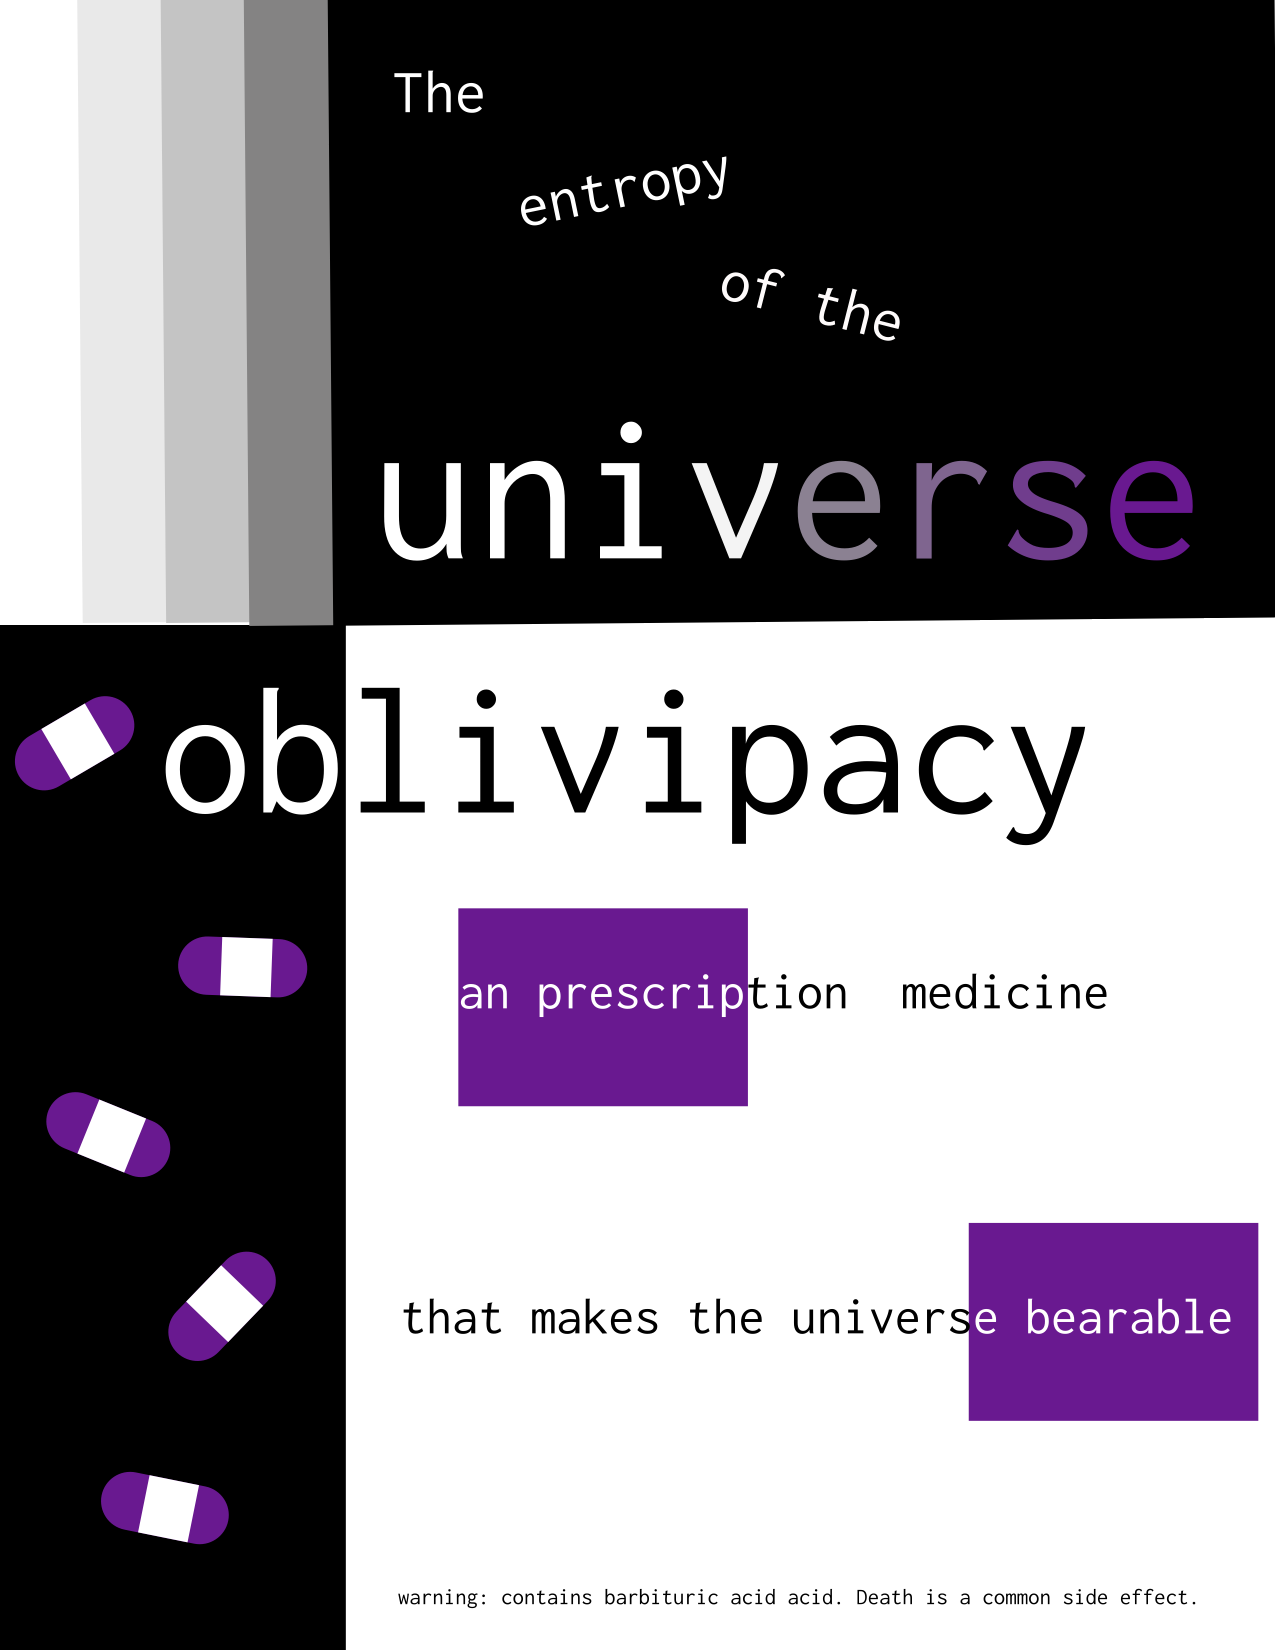 The
entropy
of the
universe
oblivipacy
an prescription medicine
that makes the universe bearable
warning: contains barbituric acid acid. Death is a common side effect.